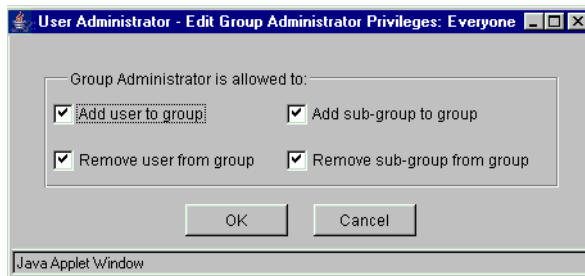 User Administrator - Edit Group Administrator Privileges: Everyone
Group Administrator is allowed to:
Add user to group Add sub-group to group
Remove user from group Remove sub-group from group
OK Cancel
Java Applet Window